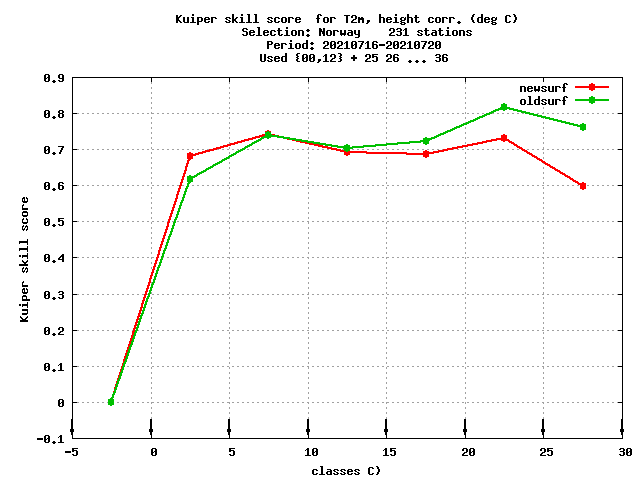 Kuiper skill score  for T2m, height corr. (deg C)
Selection: Norway    231 stations
Period: 20210716-20210720
Used {00,12} + 25 26 ... 36
newsurf
oldsurf
0.9
0.8
0.7
0.6
0.5
0.4
0.3
0.2
0.1
0
-0.1
Kuiper skill score
-5 0 5 10 15 20 25 30
classes C)